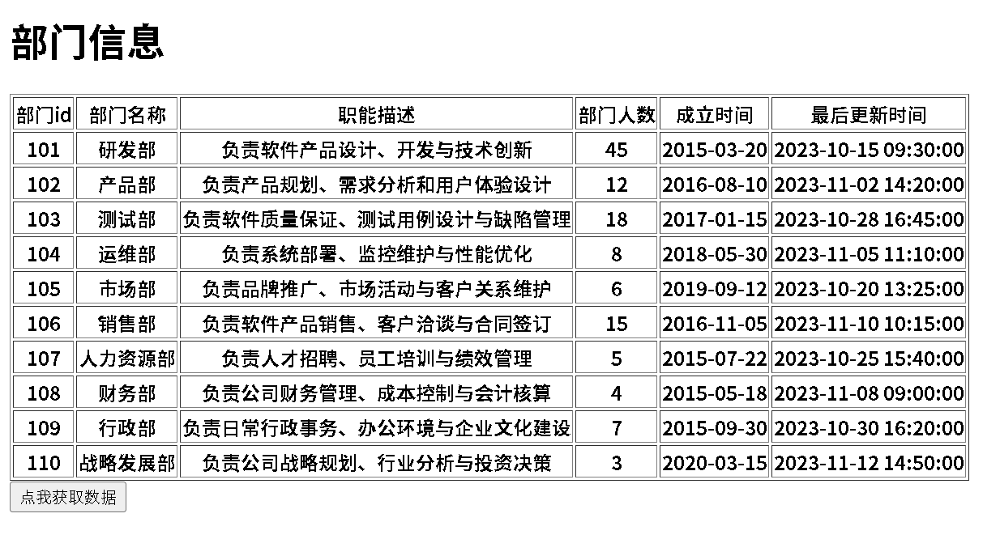 部门信息
部门id 部门名称 职能描述 部门人数 成立时间 最后更新时间
101 研发部 负责软件产品设计、开发与技术创新 45 2015-03-20 2023-10-15 09:30:00
102 产品部 负责产品规划、需求分析和用户体验设计 12 2016-08-10 2023-11-02 14:20:00
103 测试部 负责软件质量保证、测试用例设计与缺陷管理 18 2017-01-15 2023-10-28 16:45:00
104 运维部 负责系统部署、监控维护与性能优化 8 2018-05-30 2023-11-05 11:10:00
105 市场部 负责品牌推广、市场活动与客户关系维护 6 2019-09-12 2023-10-20 13:25:00
106 销售部 负责软件产品销售、客户洽谈与合同签订 15 2016-11-05 2023-11-10 10:15:00
107 人力资源部 负责人才招聘、员工培训与绩效管理 5 2015-07-22 2023-10-25 15:40:00
108 财务部 负责公司财务管理、成本控制与会计核算 4 2015-05-18 2023-11-08 09:00:00
109 行政部 负责日常行政事务、办公环境与企业文化建设 7 2015-09-30 2023-10-30 16:20:00
110 战略发展部 负责公司战略规划、行业分析与投资决策 3 2020-03-15 2023-11-12 14:50:00
点我获取数据